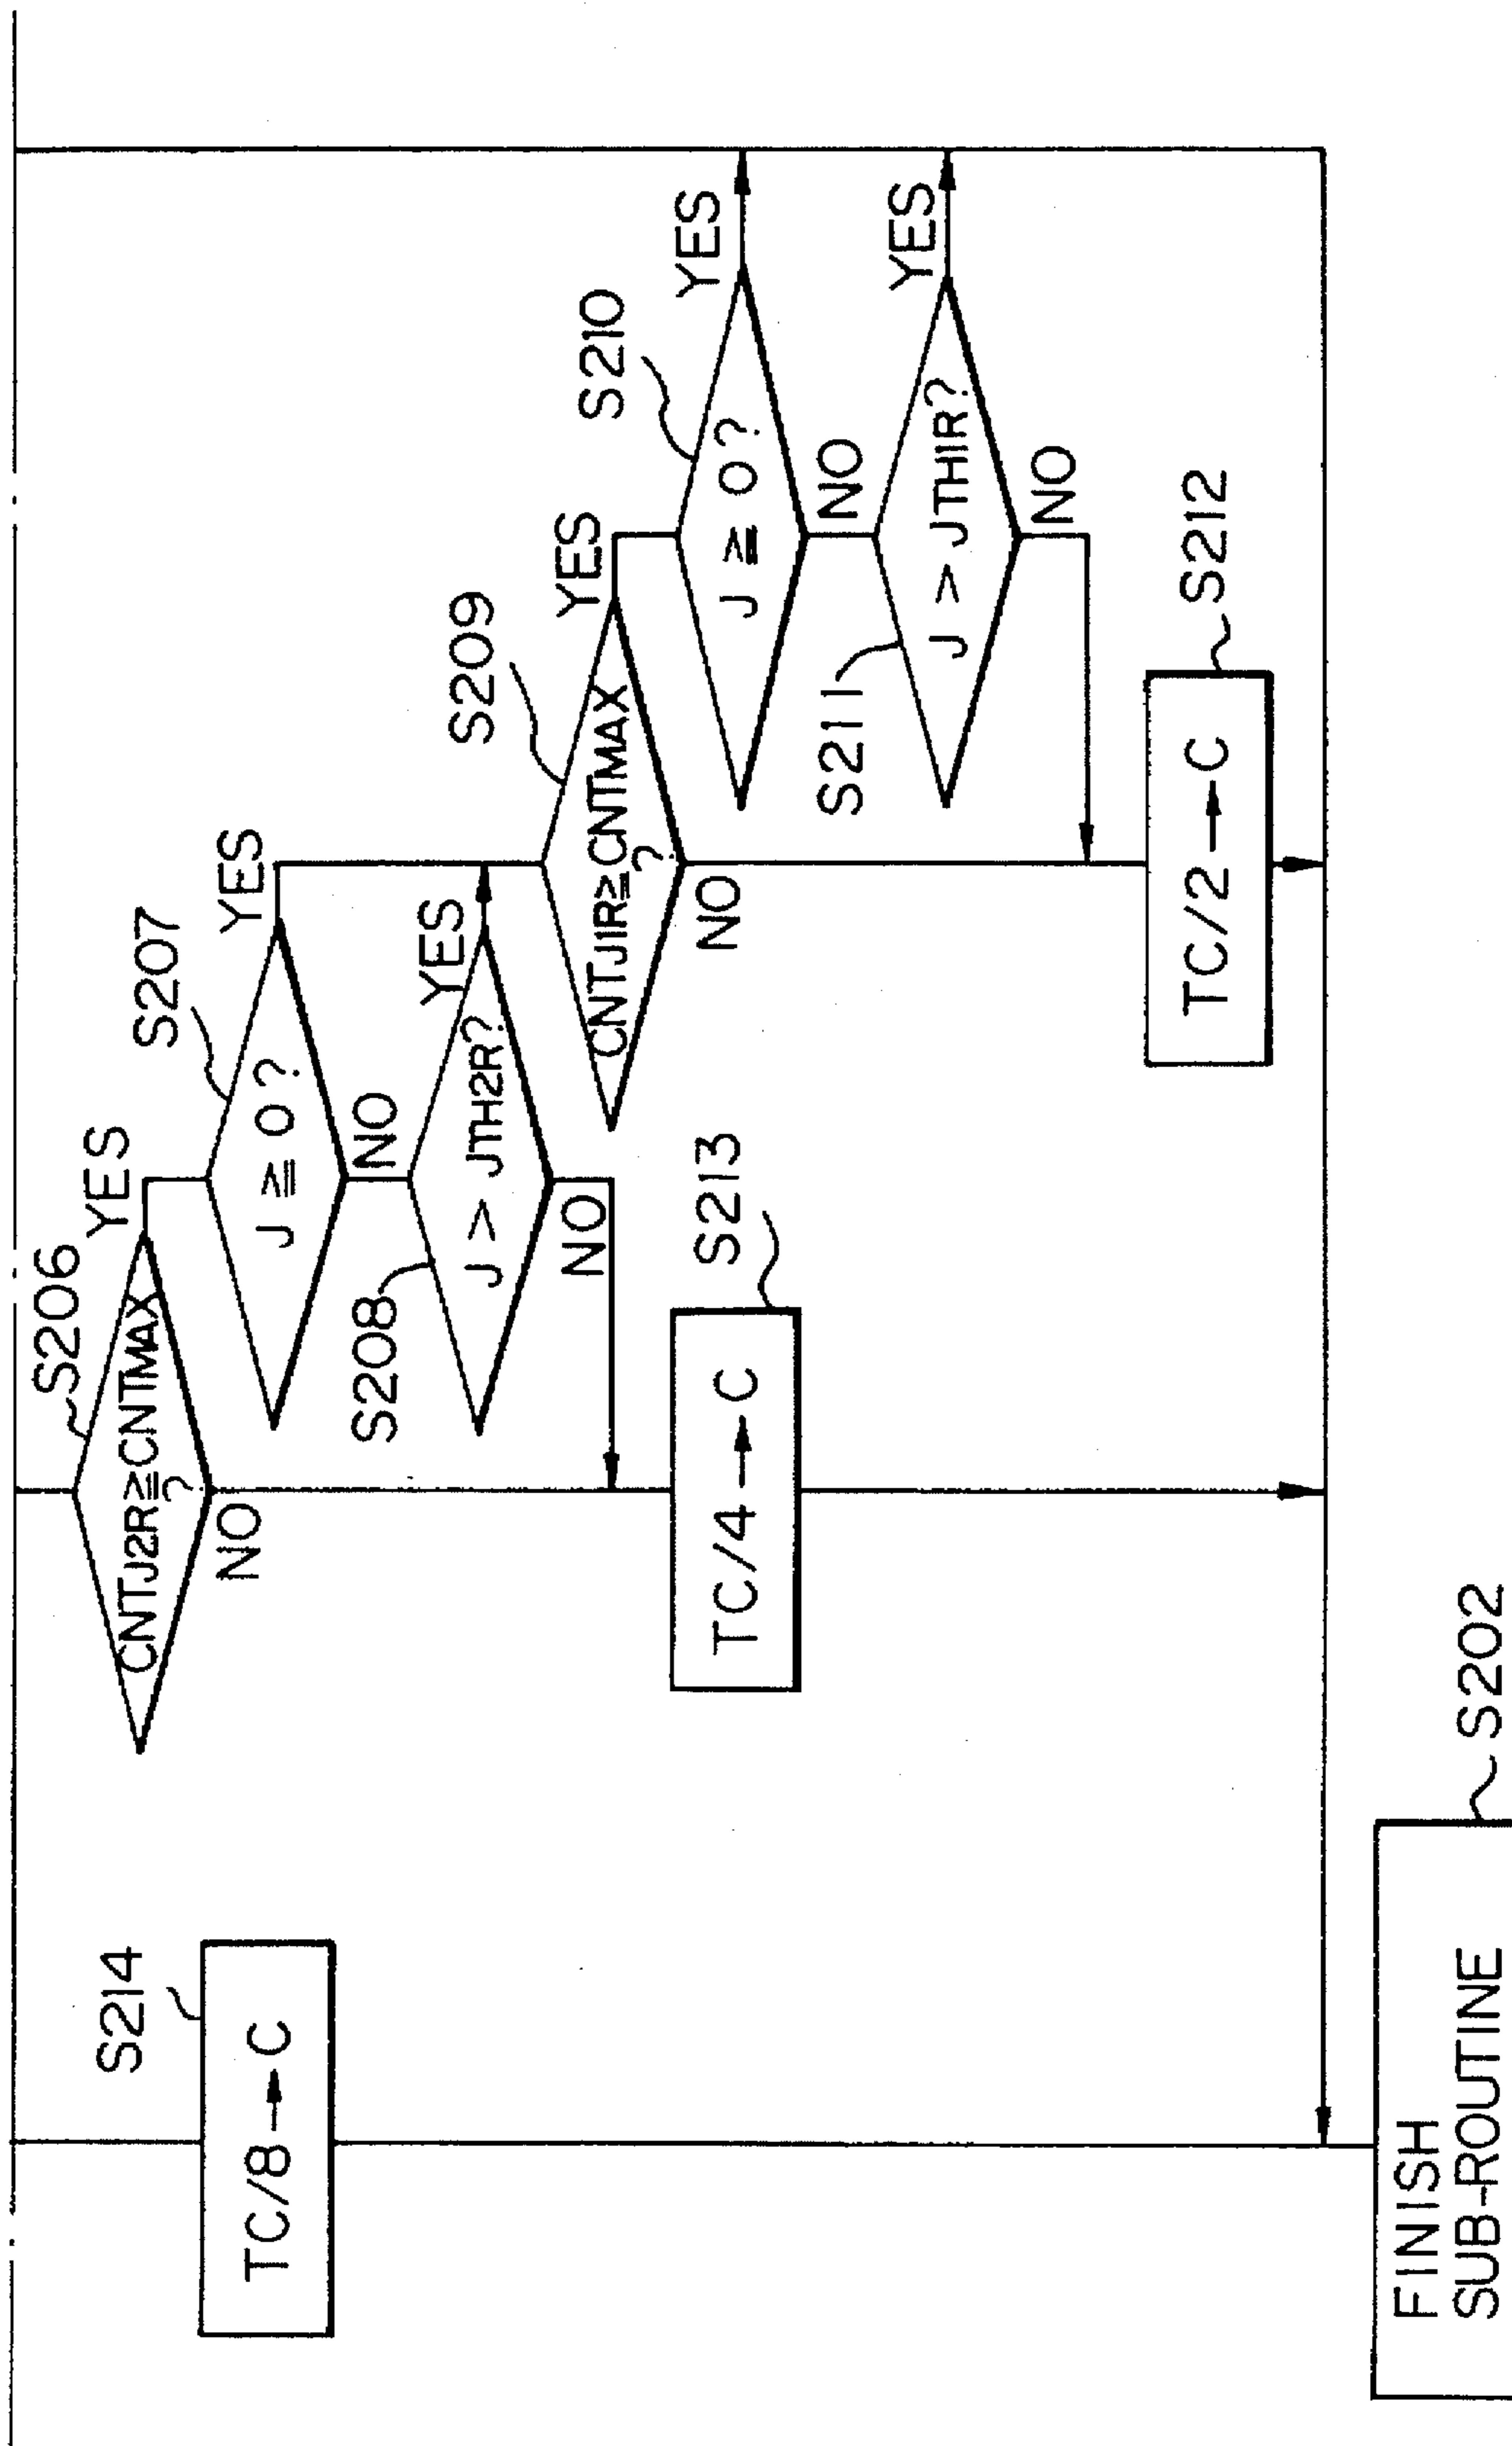 S206
CNTJ2R≧CNTMAX
?
YES
NO
S207
J ≧ 0 ?
YES
NO
S208
J > JTH2R?
YES
NO
S209
CNTJ1R≧CNTMAX
?
YES
NO
S210
J ≧ 0 ?
YES
NO
S211
J > JTH1R?
YES
NO
S214
TC/8 → C
S213
TC/4 → C
S212
TC/2 → C
FINISH
SUB-ROUTINE
S202